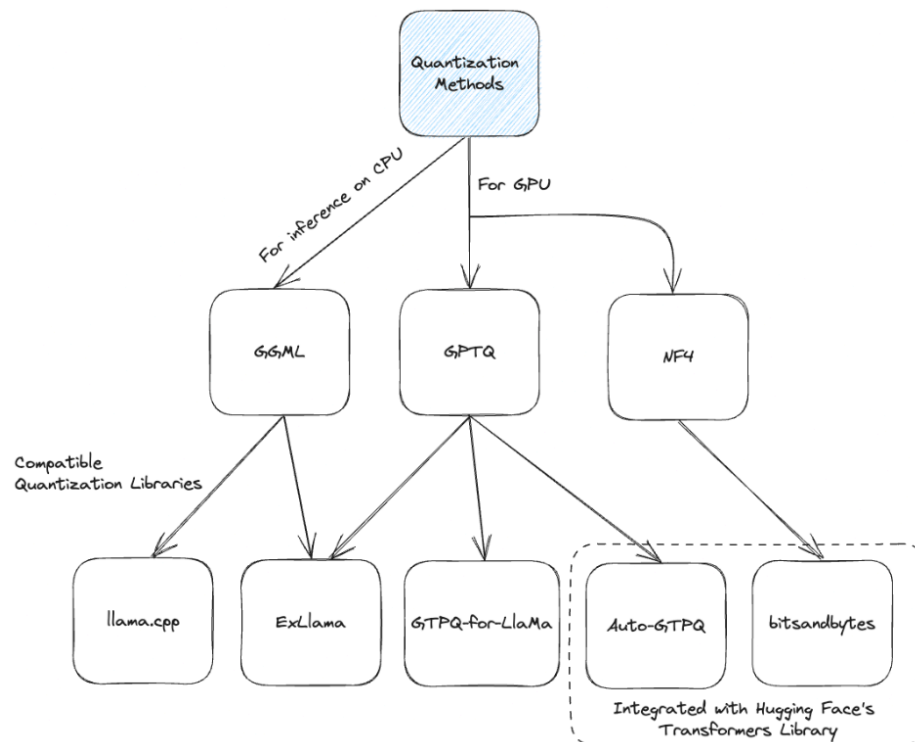 Quantization
Methods
For inference on CPU
For GPU
GGML
GPTQ
NF4
Compatible
Quantization Libraries
llama.cpp
ExLlama
GTPQ-for-LlaMa
Auto-GTPQ
bitsandbytes
Integrated with Hugging Face's
Transformers Library